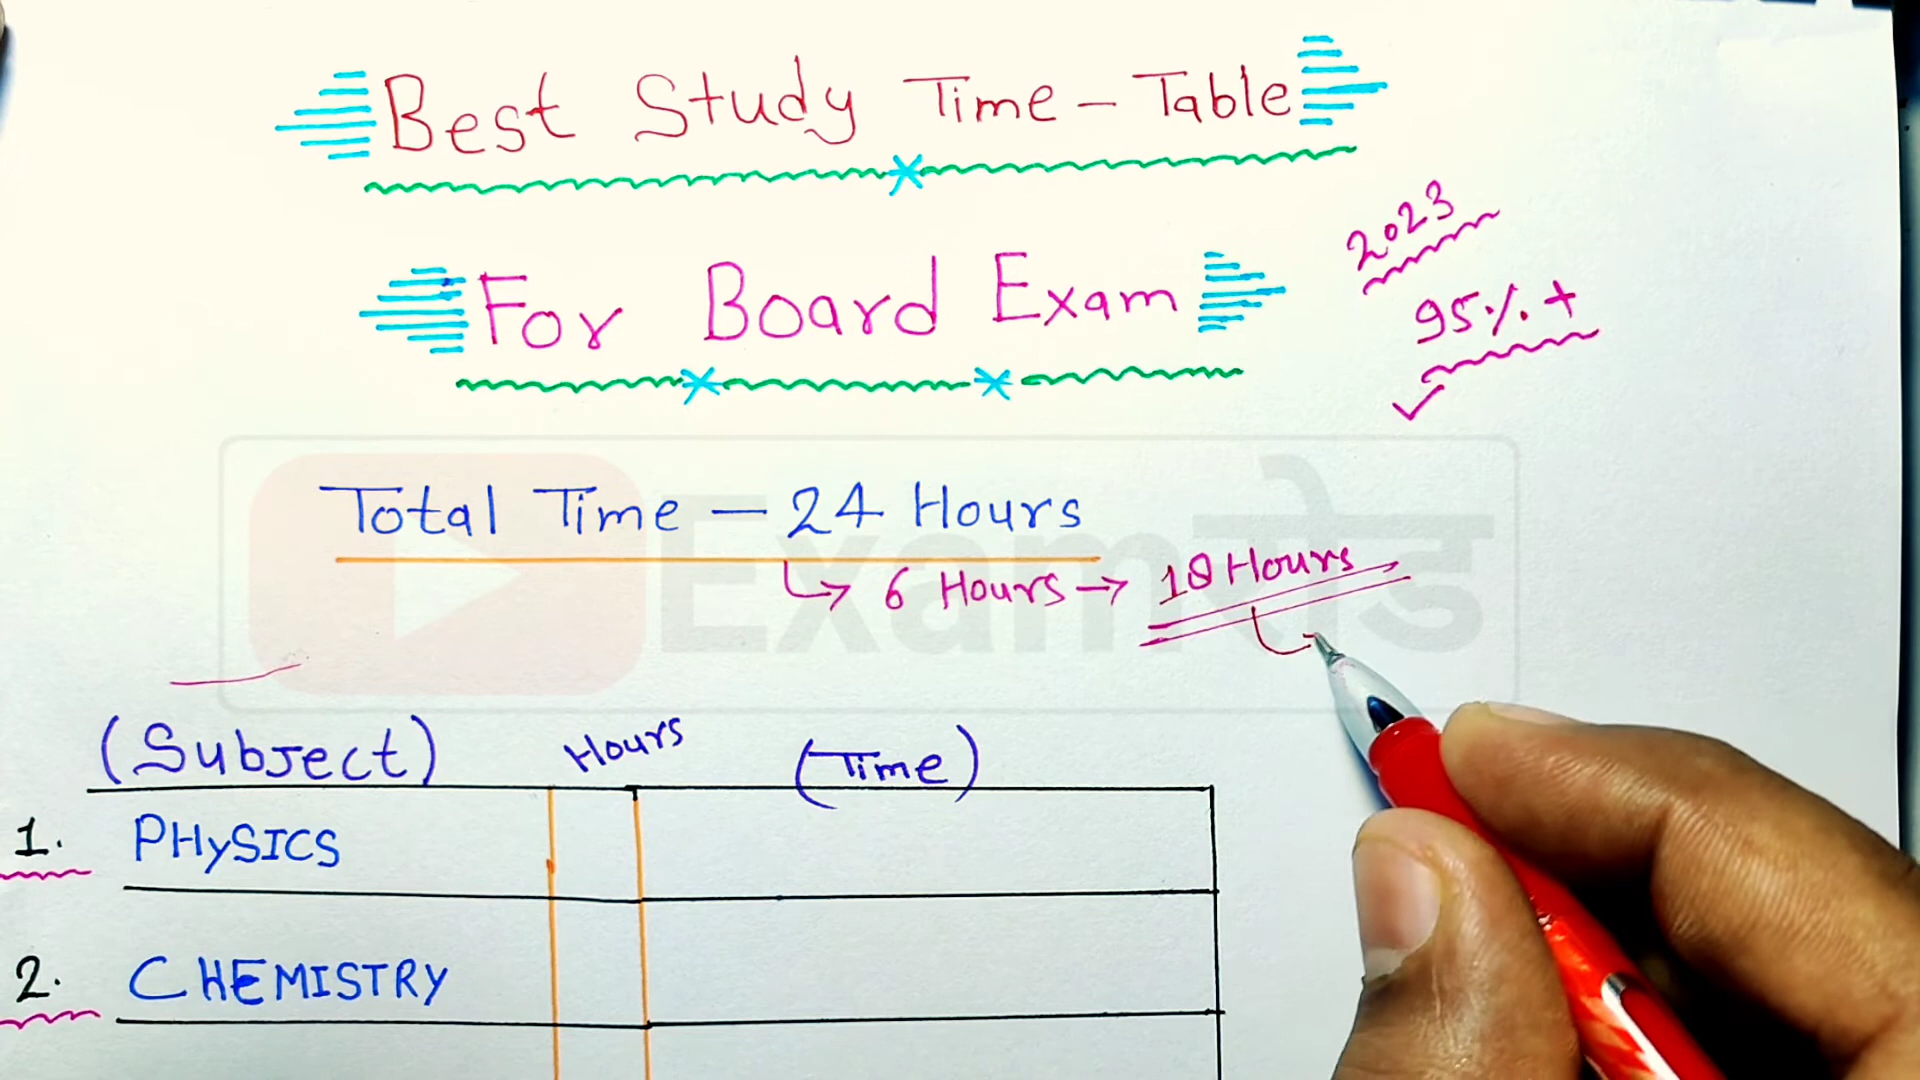 Best Study Time - Table
For Board Exam
2023
95% +
Total Time - 24 Hours
6 Hours → 18 Hours
Examरोड
(Subject) Hours (Time)
1. PHySICS
2. CHEMISTRY